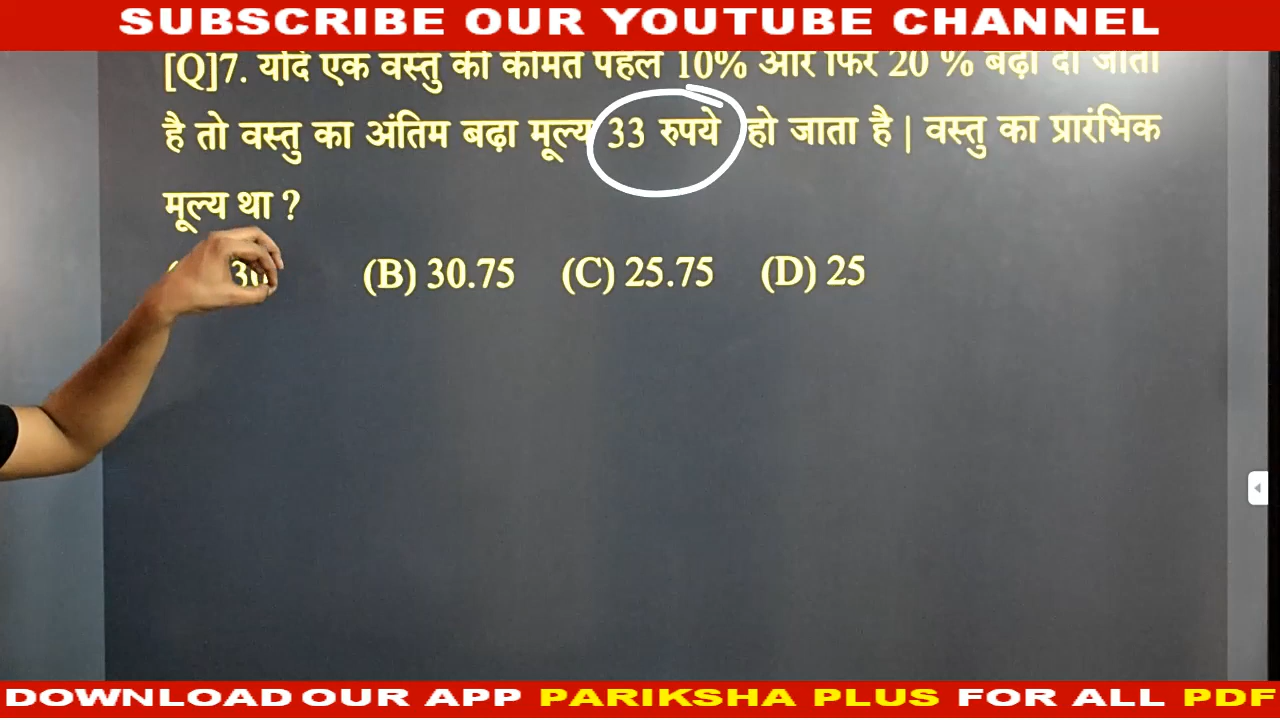 SUBSCRIBE OUR YOUTUBE CHANNEL
[Q]7. यदि एक वस्तु की कीमत पहले 10% और फिर 20 % बढ़ा दी जाती
है तो वस्तु का अंतिम बढ़ा मूल्य 33 रुपये हो जाता है | वस्तु का प्रारंभिक
मूल्य था ?
(B) 30.75 (C) 25.75 (D) 25
DOWNLOAD OUR APP PARIKSHA PLUS FOR ALL PDF